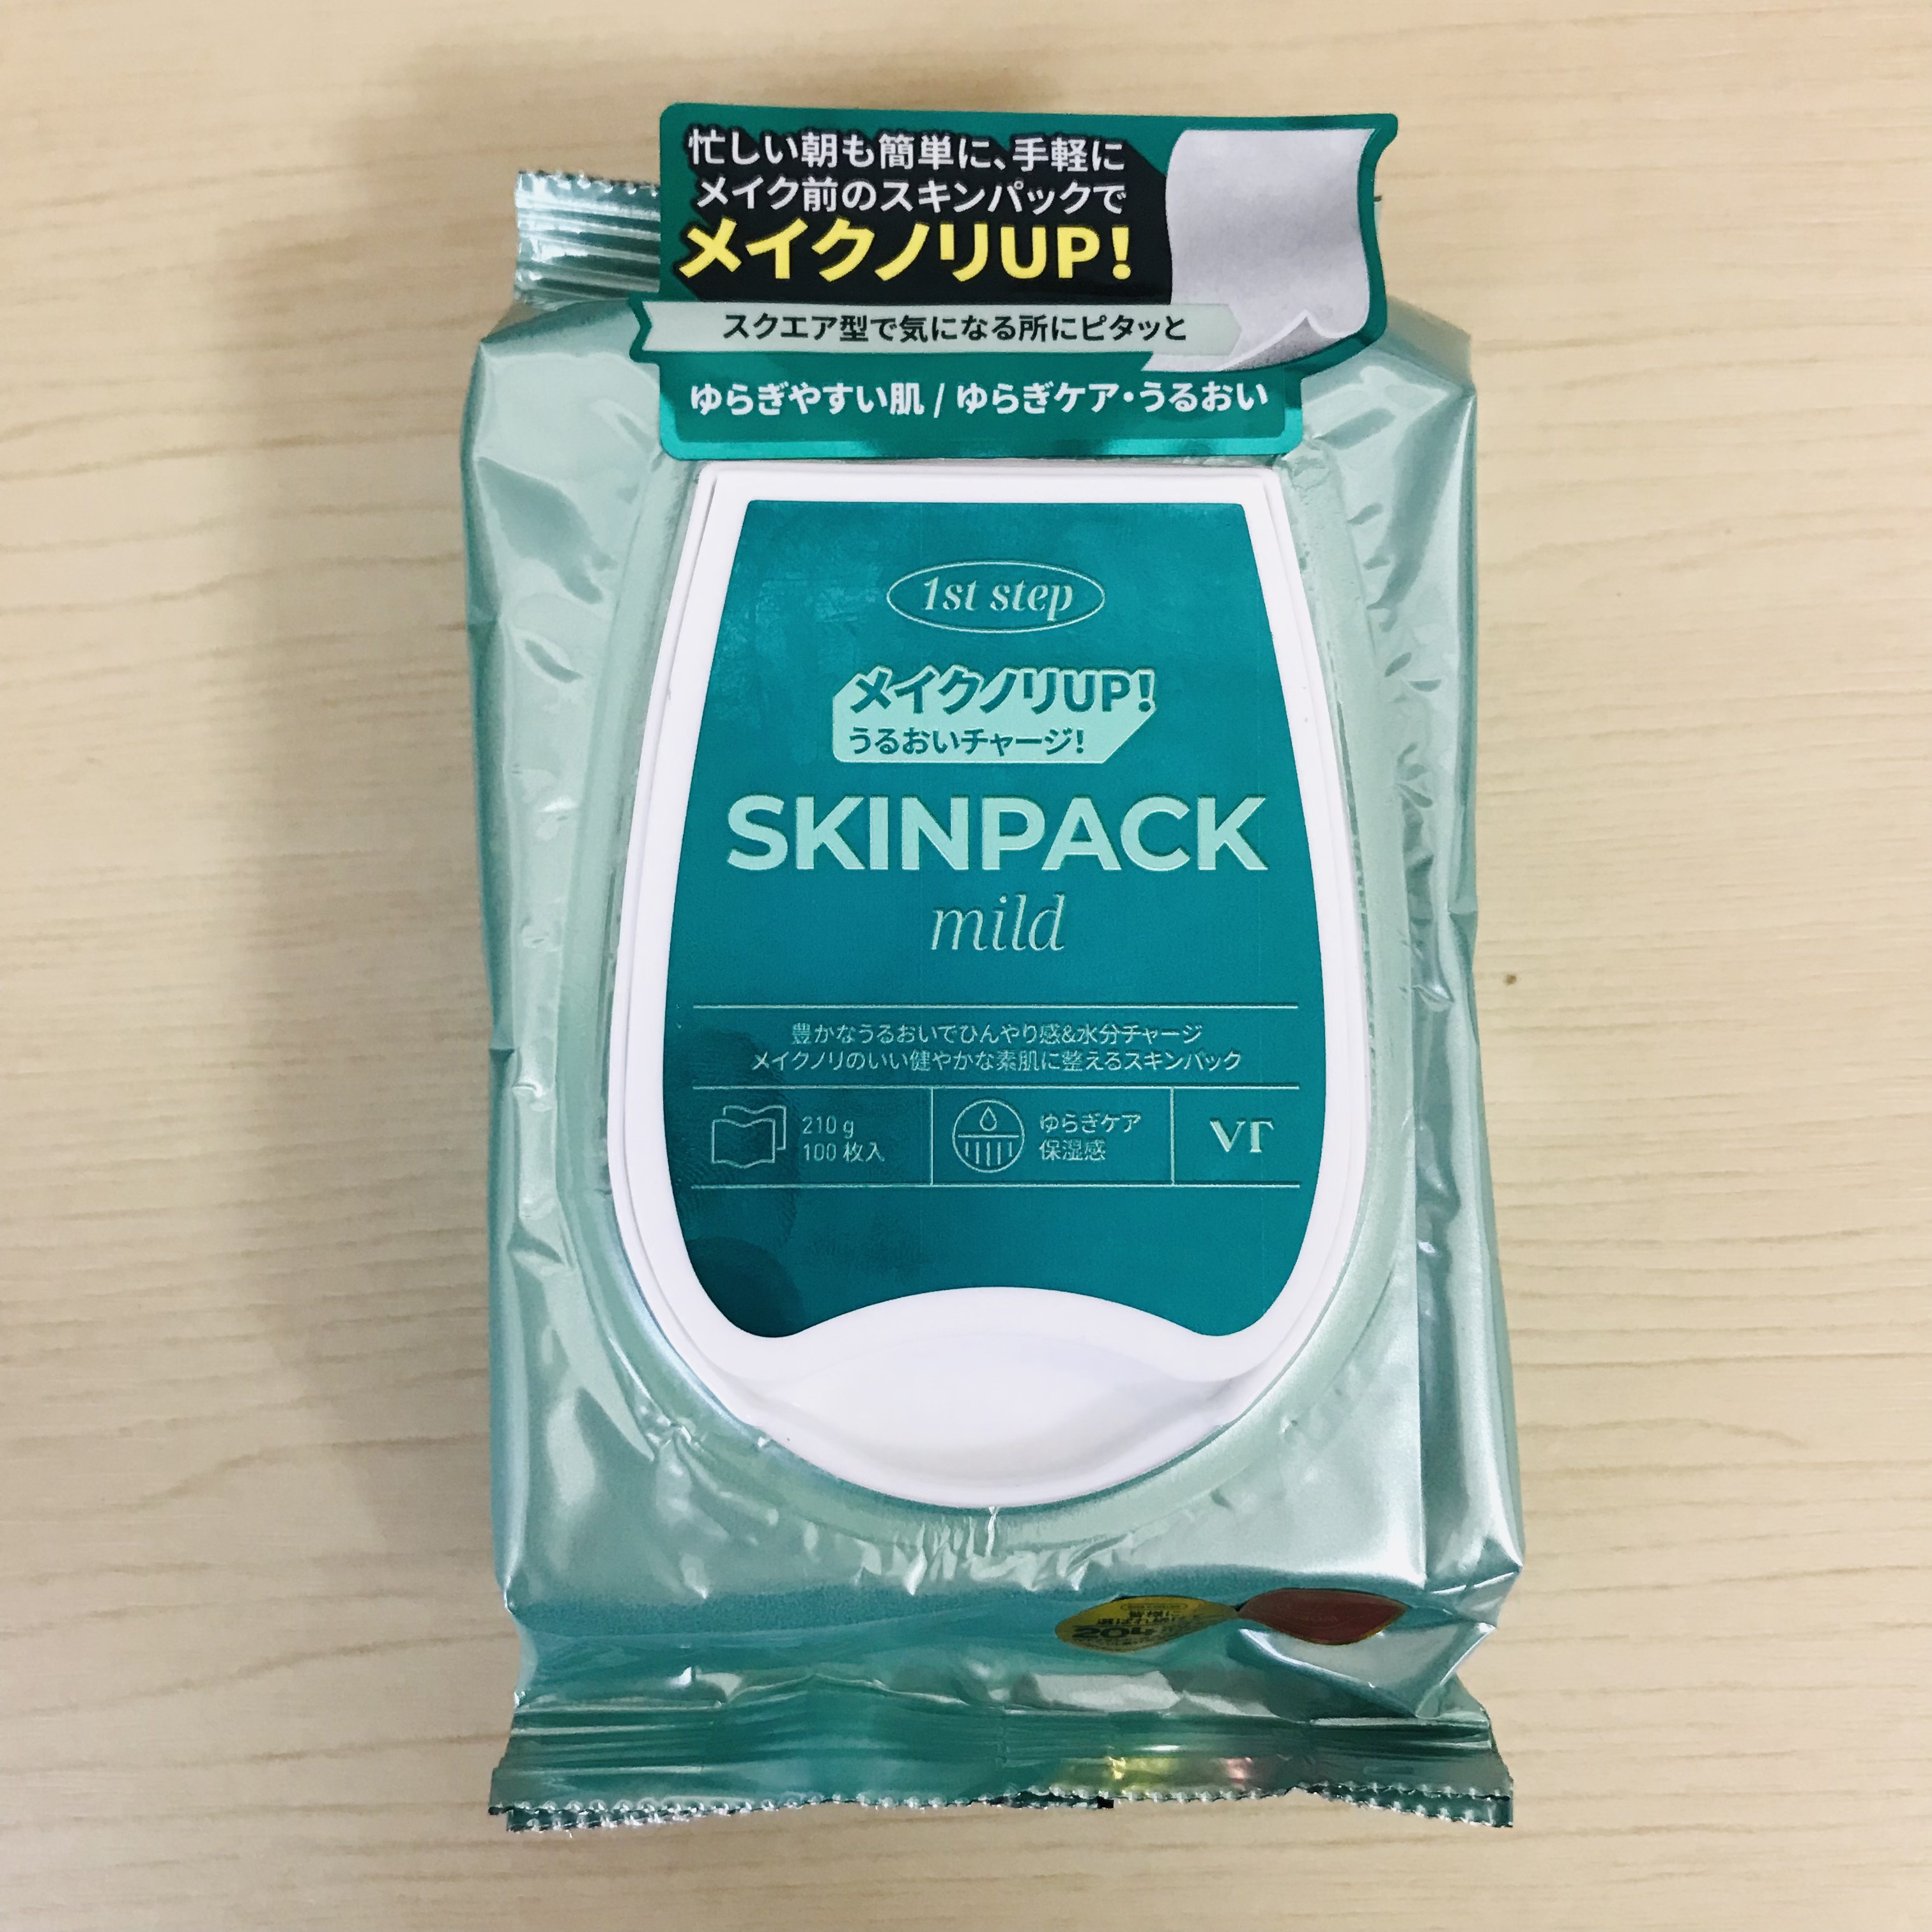 忙しい朝も簡単に、手軽に
メイク前のスキンパックで
メイクノリUP!
スクエア型で気になる所にピタッと
ゆらぎやすい肌 / ゆらぎケア・うるおい
1st step
メイクノリUP!
うるおいチャージ!
SKINPACK
mild
豊かなうるおいでひんやり感&水分チャージ
メイクノリのいい健やかな素肌に整えるスキンパック
210 g
100 枚入
ゆらぎケア
保湿感
VT